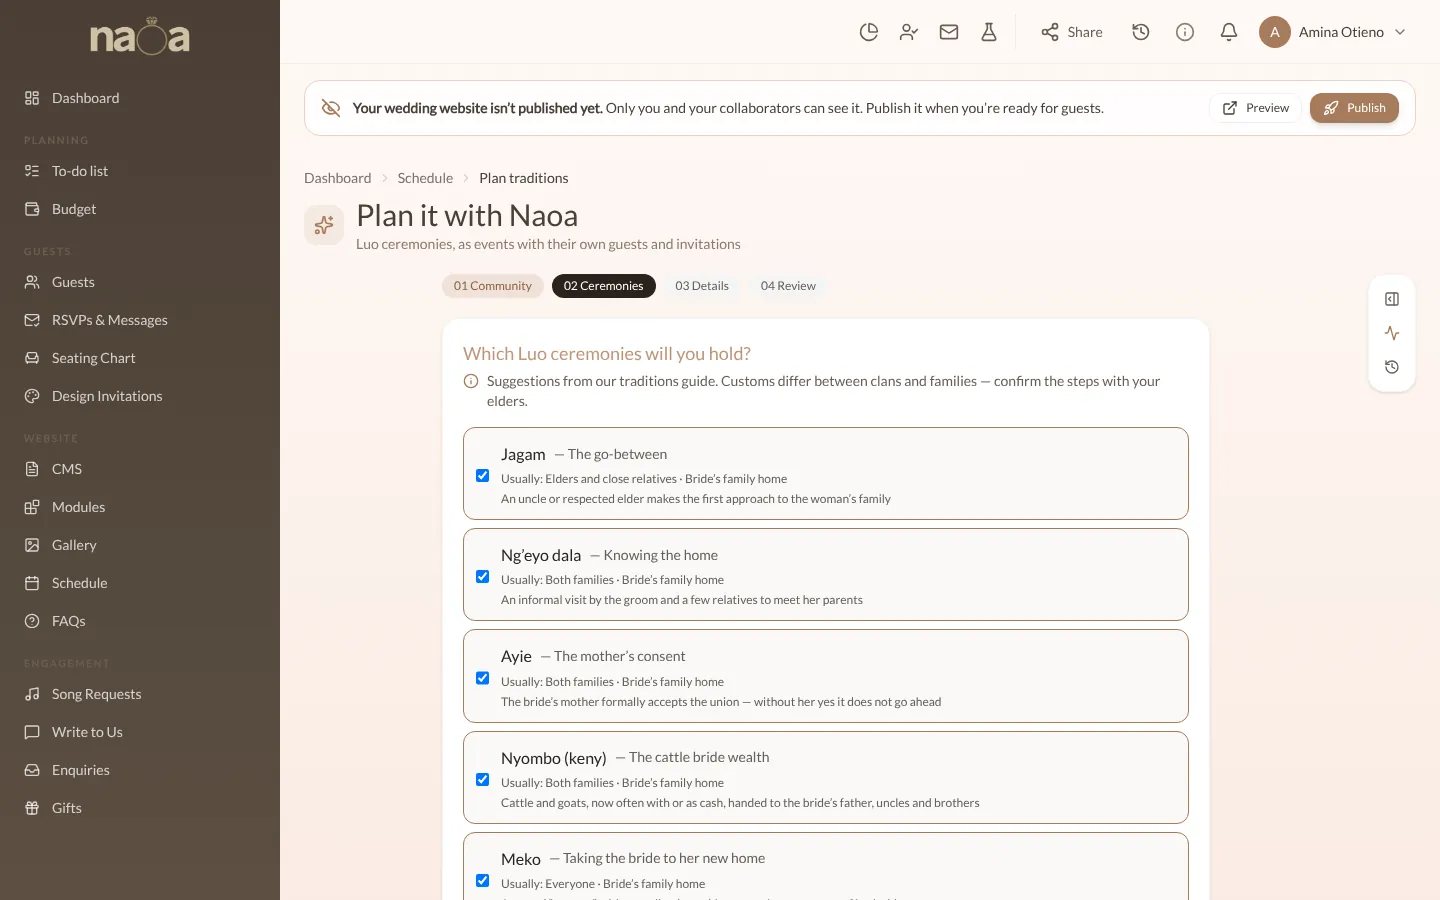 naoa
Share
Amina Otieno
A
Dashboard
PLANNING
To-do list
Budget
GUESTS
Guests
RSVPs & Messages
Seating Chart
Design Invitations
WEBSITE
CMS
Modules
Gallery
Schedule
FAQs
ENGAGEMENT
Song Requests
Write to Us
Enquiries
Gifts
Your wedding website isn’t published yet. Only you and your collaborators can see it. Publish it when you’re ready for guests.
Preview
Publish
Dashboard > Schedule > Plan traditions
Plan it with Naoa
Luo ceremonies, as events with their own guests and invitations
01 Community
02 Ceremonies
03 Details
04 Review
Which Luo ceremonies will you hold?
Suggestions from our traditions guide. Customs differ between clans and families — confirm the steps with your
elders.
Jagam — The go-between
Usually: Elders and close relatives · Bride’s family home
An uncle or respected elder makes the first approach to the woman’s family
Ng’eyo dala — Knowing the home
Usually: Both families · Bride’s family home
An informal visit by the groom and a few relatives to meet her parents
Ayie — The mother’s consent
Usually: Both families · Bride’s family home
The bride’s mother formally accepts the union — without her yes it does not go ahead
Nyombo (keny) — The cattle bride wealth
Usually: Both families · Bride’s family home
Cattle and goats, now often with or as cash, handed to the bride’s father, uncles and brothers
Meko — Taking the bride to her new home
Usually: Everyone · Bride’s family home